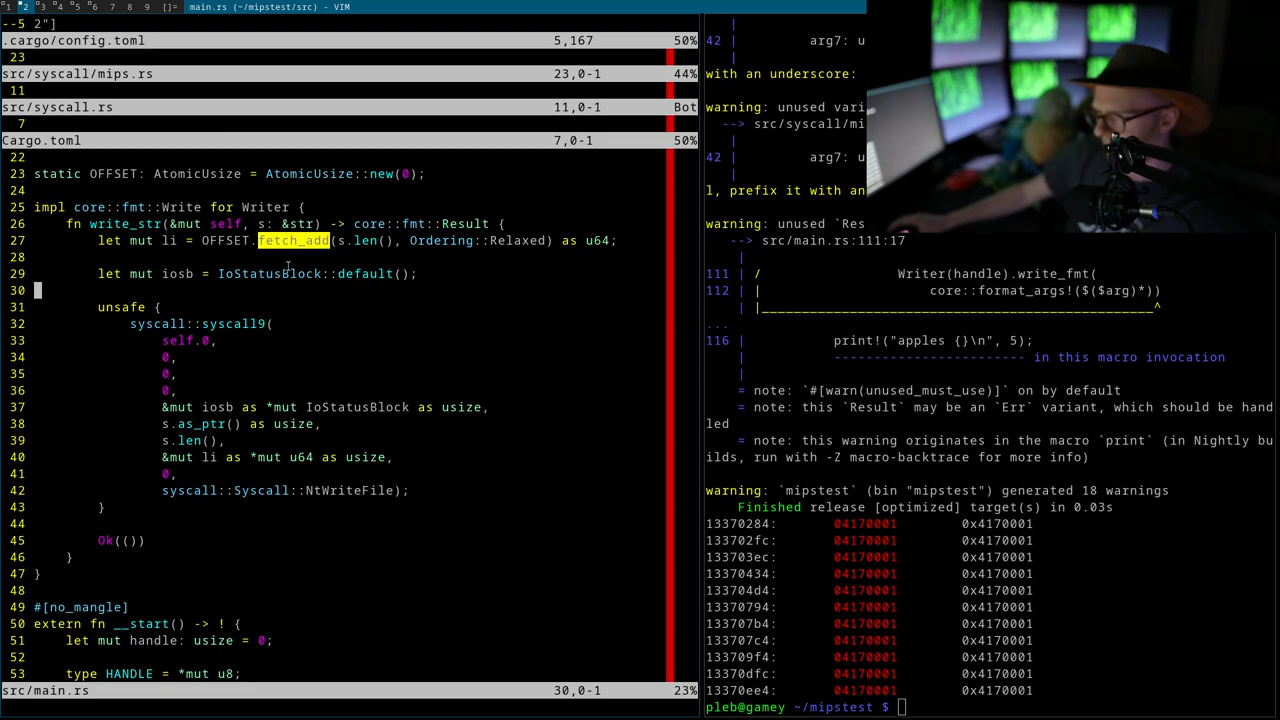 1 2 3 4 5 6 7 8 9 []= main.rs (~/mipstest/src) - VIM
--5 2"]
.cargo/config.toml 5,167 50%
23
src/syscall/mips.rs 23,0-1 44%
11
src/syscall.rs 11,0-1 Bot
7
Cargo.toml 7,0-1 50%
22
23 static OFFSET: AtomicUsize = AtomicUsize::new(0);
24
25 impl core::fmt::Write for Writer {
26 fn write_str(&mut self, s: &str) -> core::fmt::Result {
27 let mut li = OFFSET.fetch_add(s.len(), Ordering::Relaxed) as u64;
28
29 let mut iosb = IoStatusBlock::default();
30
31 unsafe {
32 syscall::syscall9(
33 self.0,
34 0,
35 0,
36 0,
37 &mut iosb as *mut IoStatusBlock as usize,
38 s.as_ptr() as usize,
39 s.len(),
40 &mut li as *mut u64 as usize,
41 0,
42 syscall::Syscall::NtWriteFile);
43 }
44
45 Ok(())
46 }
47 }
48
49 #[no_mangle]
50 extern fn __start() -> ! {
51 let mut handle: usize = 0;
52
53 type HANDLE = *mut u8;
src/main.rs 30,0-1 23%
|
42 | arg7: u
|
with an underscore:
warning: unused vari
--> src/syscall/mi
|
42 | arg7: u
|
l, prefix it with an
warning: unused `Res
--> src/main.rs:111:17
|
111 | / Writer(handle).write_fmt(
112 | | core::format_args!($($arg)*))
|_____________________________________________________^
...
116 | print!("apples {}\n", 5);
| ------------------------ in this macro invocation
|
= note: `#[warn(unused_must_use)]` on by default
= note: this `Result` may be an `Err` variant, which should be hand
led
= note: this warning originates in the macro `print` (in Nightly bu
ilds, run with -Z macro-backtrace for more info)
warning: `mipstest` (bin "mipstest") generated 18 warnings
Finished release [optimized] target(s) in 0.03s
13370284: 04170001 0x4170001
133702fc: 04170001 0x4170001
133703ec: 04170001 0x4170001
13370434: 04170001 0x4170001
133704d4: 04170001 0x4170001
13370794: 04170001 0x4170001
133707b4: 04170001 0x4170001
133707c4: 04170001 0x4170001
133709f4: 04170001 0x4170001
13370dfc: 04170001 0x4170001
13370ee4: 04170001 0x4170001
pleb@gamey ~/mipstest $